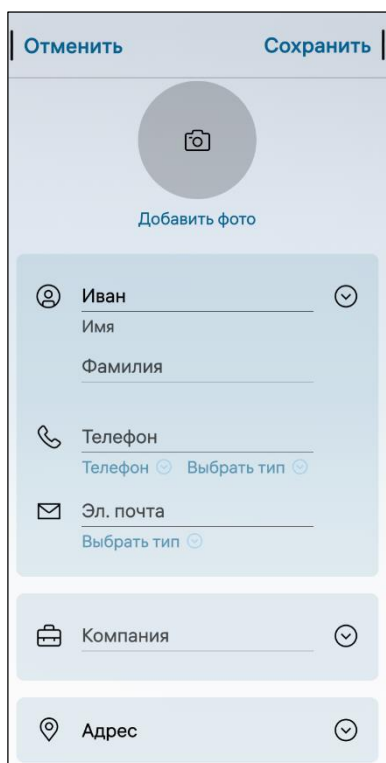 Отменить Сохранить
Добавить фото
Иван
Имя
Фамилия
Телефон
Телефон Выбрать тип
Эл. почта
Выбрать тип
Компания
Адрес